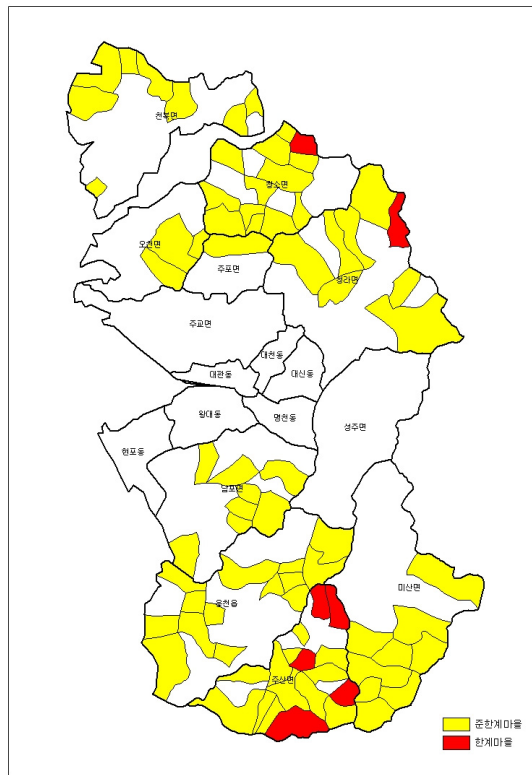 천북면
청소면
오천면
주포면
청라면
주교면
대천동
대관동
대신동
왕대동
명천동
성주면
현포동
남포면
웅천읍
미산면
주산면
준한계마을
한계마을